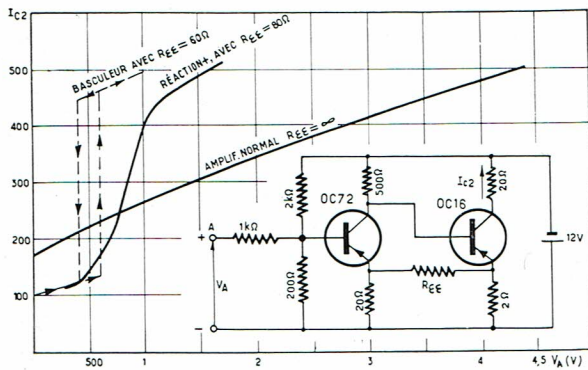 Ic2
500
400
300
200
100
BASCULEUR AVEC REE=60Ω
RÉACTION+, AVEC REE=80Ω
AMPLIF. NORMAL REE=∞
2kΩ
500Ω
Ic2
20Ω
OC72
OC16
12V
+
A
1kΩ
VA
200Ω
REE
20Ω
2Ω
−
500
1
2
3
4
4,5
VA (V)